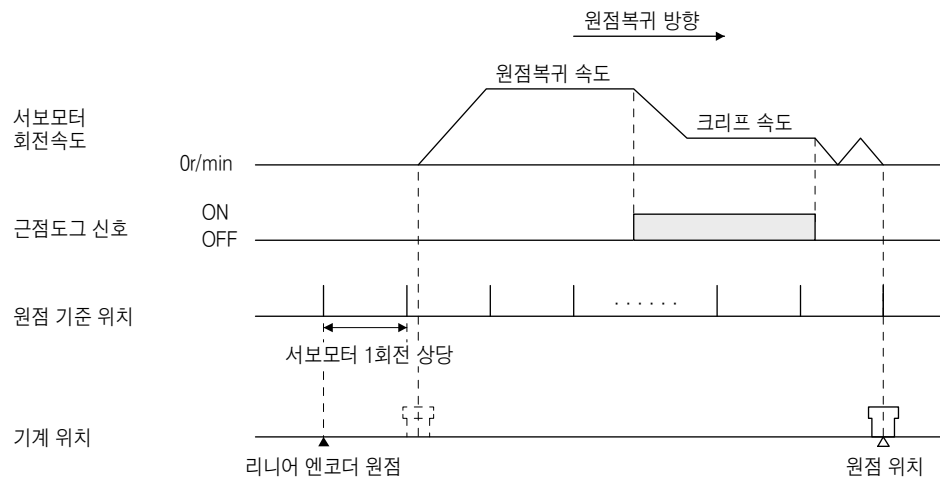 원점복귀 방향
원점복귀 속도
서보모터
회전속도
크리프 속도
0r/min
근점도그 신호
ON
OFF
원점 기준 위치
......
서보모터 1회전 상당
기계 위치
리니어 엔코더 원점
원점 위치